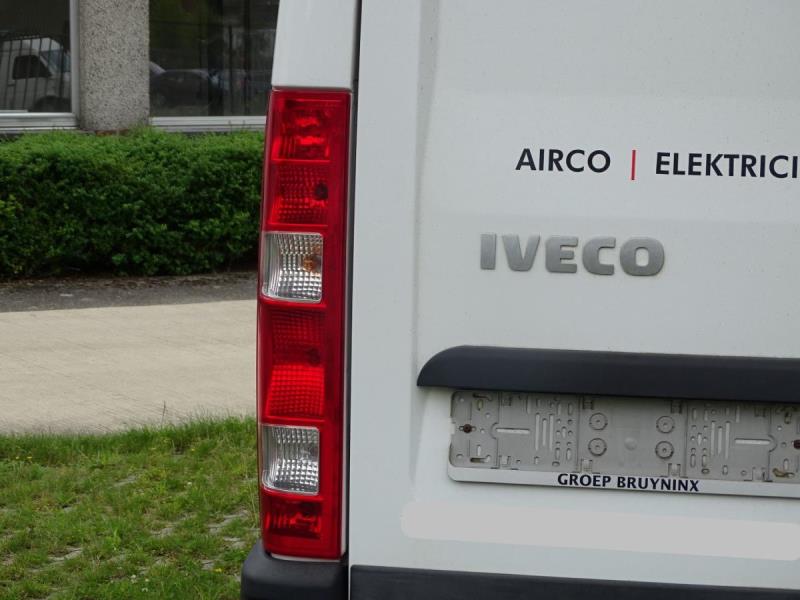 AIRCO | ELEKTRICI
IVECO
GROEP BRUYNINX